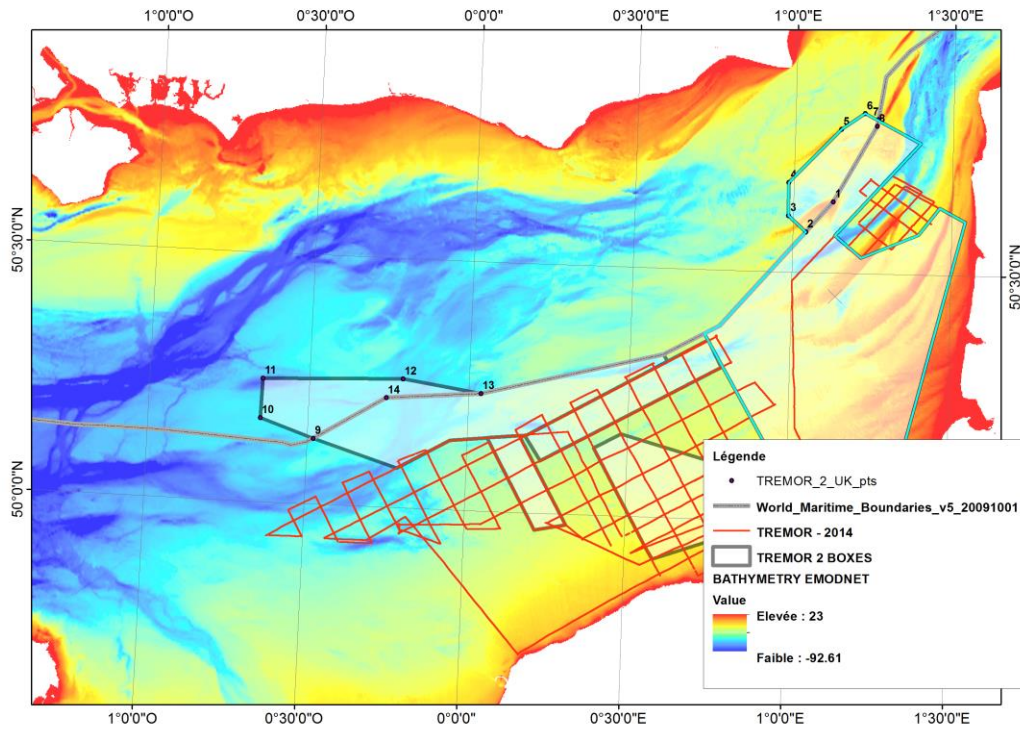 1°0'0"O 0°30'0"O 0°0'0" 0°30'0"E 1°0'0"E 1°30'0"E
6
7
5 8
4
1
3
2
50°30'0"N
50°30'0"N
11 12
13
14
10
9
50°0'0"N
Légende
TREMOR_2_UK_pts
World_Maritime_Boundaries_v5_20091001
TREMOR - 2014
TREMOR 2 BOXES
BATHYMETRY EMODNET
Value
Elevée : 23
Faible : -92.61
1°0'0"O 0°30'0"O 0°0'0" 0°30'0"E 1°0'0"E 1°30'0"E